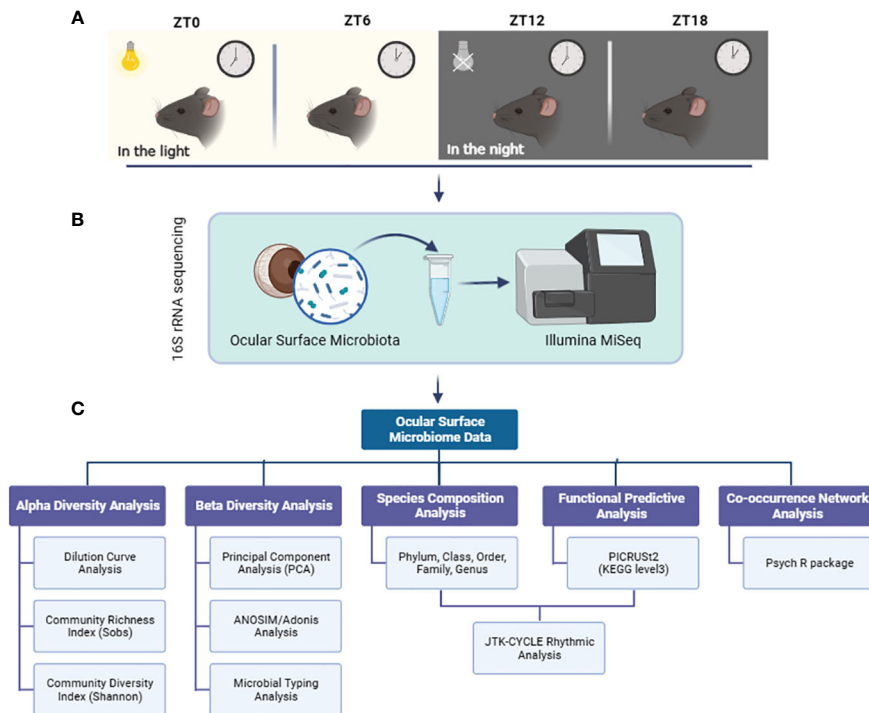 A
ZT0
ZT6
ZT12
ZT18
In the light
In the night
B
16S rRNA sequencing
Ocular Surface Microbiota
Illumina MiSeq
C
Ocular Surface
Microbiome Data
Alpha Diversity Analysis
Beta Diversity Analysis
Species Composition
Analysis
Functional Predictive
Analysis
Co-occurrence Network
Analysis
Dilution Curve
Analysis
Principal Component
Analysis (PCA)
Phylum, Class, Order,
Family, Genus
PICRUSt2
(KEGG level3)
Psych R package
Community Richness
Index (Sobs)
ANOSIM/Adonis
Analysis
JTK-CYCLE Rhythmic
Analysis
Community Diversity
Index (Shannon)
Microbial Typing
Analysis